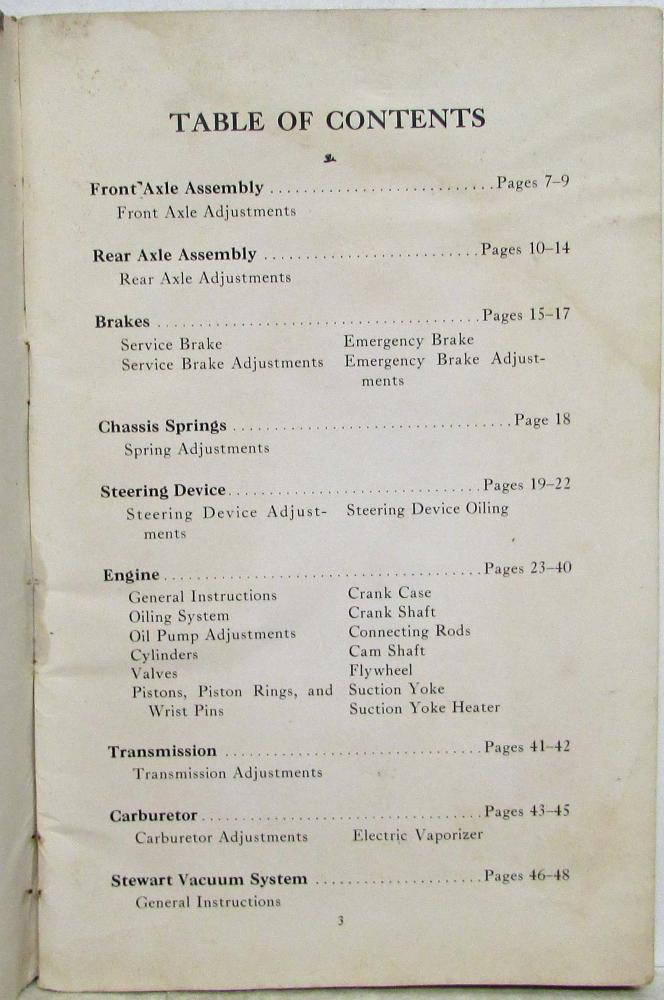 TABLE OF CONTENTS
Front Axle Assembly ........................... Pages 7–9
Front Axle Adjustments
Rear Axle Assembly .......................... Pages 10–14
Rear Axle Adjustments
Brakes ....................................... Pages 15–17
Service Brake Emergency Brake
Service Brake Adjustments Emergency Brake Adjust-
ments
Chassis Springs .................................. Page 18
Spring Adjustments
Steering Device ............................... Pages 19–22
Steering Device Adjust- Steering Device Oiling
ments
Engine ....................................... Pages 23–40
General Instructions Crank Case
Oiling System Crank Shaft
Oil Pump Adjustments Connecting Rods
Cylinders Cam Shaft
Valves Flywheel
Pistons, Piston Rings, and Suction Yoke
Wrist Pins Suction Yoke Heater
Transmission ............................... Pages 41–42
Transmission Adjustments
Carburetor .................................. Pages 43–45
Carburetor Adjustments Electric Vaporizer
Stewart Vacuum System .................... Pages 46–48
General Instructions
3